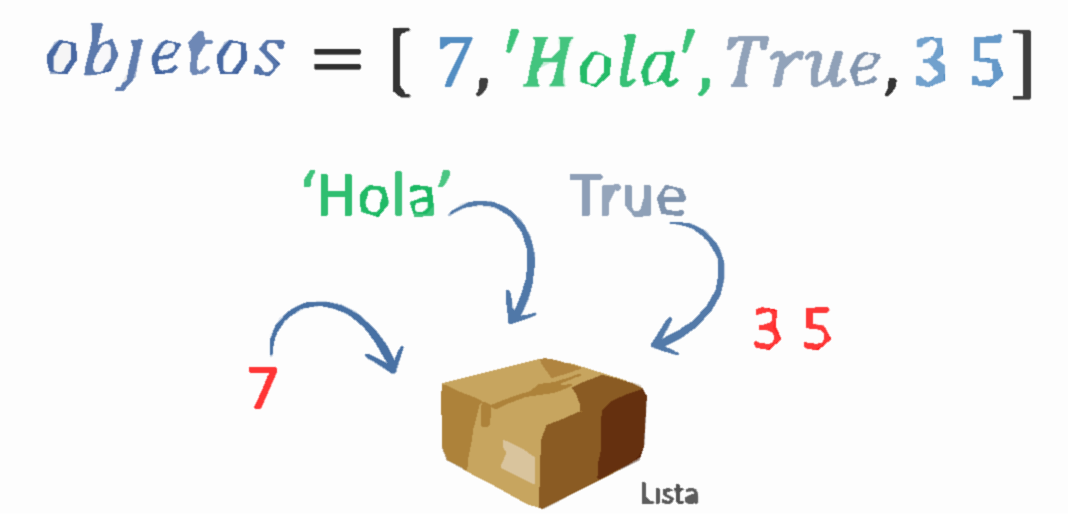 objetos = [ 7, 'Hola', True, 3 5]
'Hola' True
3 5
7
Lista